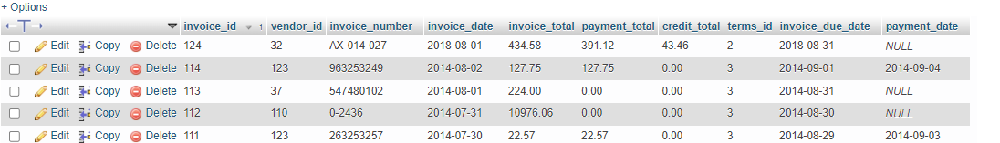 + Options
←T→ invoice_id 1 vendor_id invoice_number invoice_date invoice_total payment_total credit_total terms_id invoice_due_date payment_date
Edit Copy Delete 124 32 AX-014-027 2018-08-01 434.58 391.12 43.46 2 2018-08-31 NULL
Edit Copy Delete 114 123 963253249 2014-08-02 127.75 127.75 0.00 3 2014-09-01 2014-09-04
Edit Copy Delete 113 37 547480102 2014-08-01 224.00 0.00 0.00 3 2014-08-31 NULL
Edit Copy Delete 112 110 0-2436 2014-07-31 10976.06 0.00 0.00 3 2014-08-30 NULL
Edit Copy Delete 111 123 263253257 2014-07-30 22.57 22.57 0.00 3 2014-08-29 2014-09-03